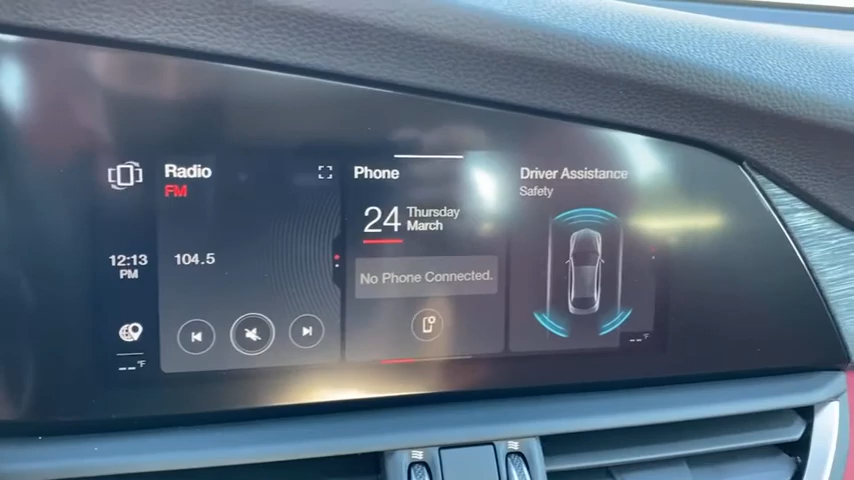 Radio
FM
12:13
PM
104.5
-- °F
Phone
24
Thursday
March
No Phone Connected.
Driver Assistance
Safety
-- °F